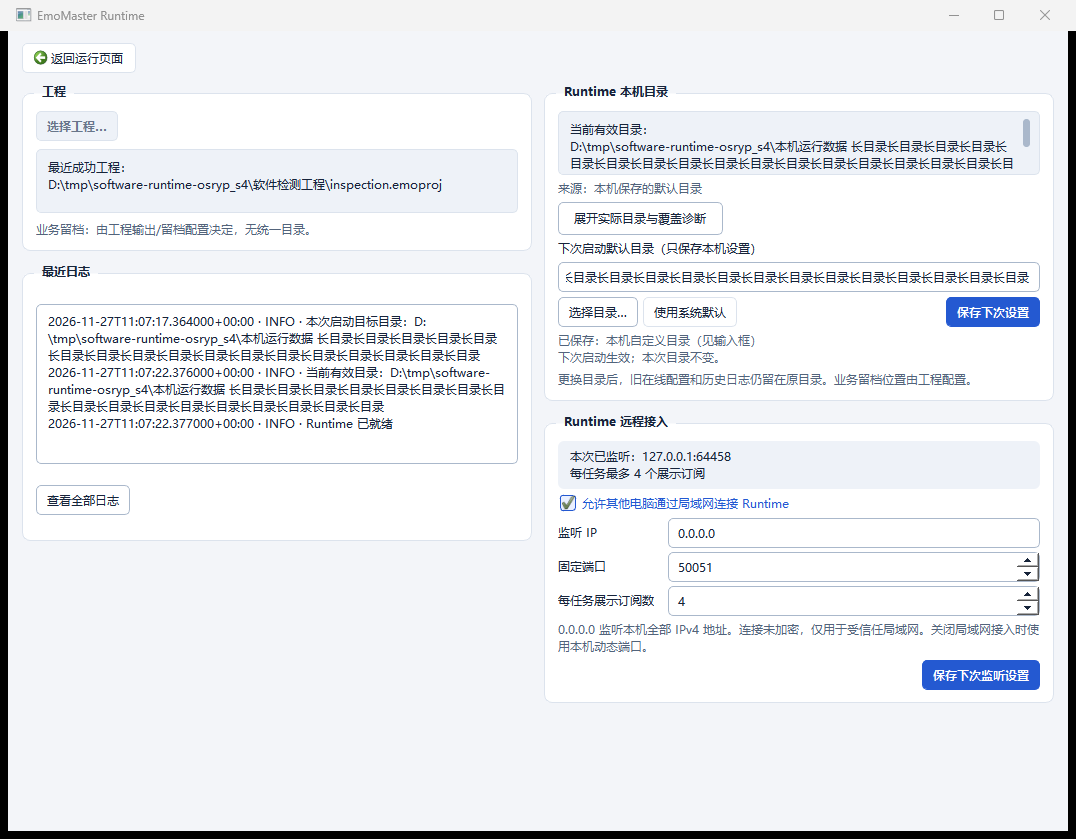 EmoMaster Runtime
返回运行页面
工程
选择工程...
最近成功工程：
D:\tmp\software-runtime-osryp_s4\软件检测工程\inspection.emoproj
业务留档：由工程输出/留档配置决定，无统一目录。
最近日志
2026-11-27T11:07:17.364000+00:00 · INFO · 本次启动目标目录：D:
\tmp\software-runtime-osryp_s4\本机运行数据 长目录长目录长目录长目录长目录
长目录长目录长目录长目录长目录长目录长目录长目录长目录长目录长目录长目录
2026-11-27T11:07:22.376000+00:00 · INFO · 当前有效目录：D:\tmp\software-
runtime-osryp_s4\本机运行数据 长目录长目录长目录长目录长目录长目录长目录长目
录长目录长目录长目录长目录长目录长目录长目录长目录长目录
2026-11-27T11:07:22.377000+00:00 · INFO · Runtime 已就绪
查看全部日志
Runtime 本机目录
当前有效目录：
D:\tmp\software-runtime-osryp_s4\本机运行数据 长目录长目录长目录长目录长
目录长目录长目录长目录长目录长目录长目录长目录长目录长目录长目录长目录长目
来源：本机保存的默认目录
展开实际目录与覆盖诊断
下次启动默认目录（只保存本机设置）
长目录长目录长目录长目录长目录长目录长目录长目录长目录长目录长目录长目录长目录
选择目录...
使用系统默认
保存下次设置
已保存：本机自定义目录（见输入框）
下次启动生效；本次目录不变。
更换目录后，旧在线配置和历史日志仍留在原目录。业务留档位置由工程配置。
Runtime 远程接入
本次已监听：127.0.0.1:64458
每任务最多 4 个展示订阅
允许其他电脑通过局域网连接 Runtime
监听 IP
0.0.0.0
固定端口
50051
每任务展示订阅数
4
0.0.0.0 监听本机全部 IPv4 地址。连接未加密，仅用于受信任局域网。关闭局域网接入时使
用本机动态端口。
保存下次监听设置